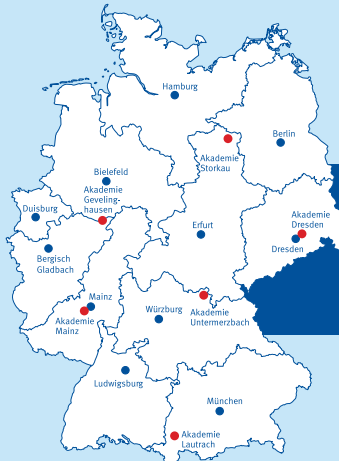 Hamburg
Berlin
Akademie
Storkau
Bielefeld
Akademie
Geveling-
hausen
Duisburg
Akademie
Dresden
Dresden
Erfurt
Bergisch
Gladbach
Mainz
Akademie
Mainz
Würzburg
Akademie
Untermerzbach
Ludwigsburg
München
Akademie
Lautrach